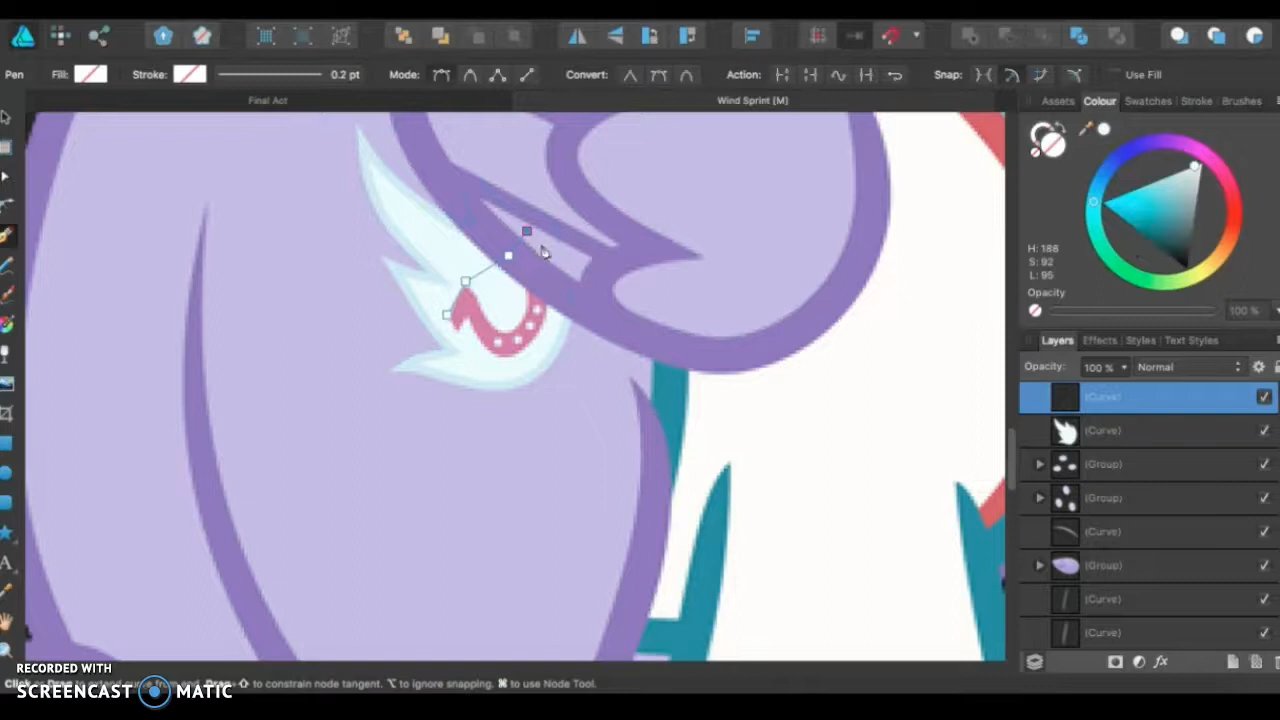 Pen Fill: Stroke: 0.2 pt Mode: Convert: Action: Snap: Use Fill
Final Act Wind Sprint [M] Assets Colour Swatches Stroke Brushes
H: 188
S: 92
L: 95
Opacity
100 %
Layers Effects Styles Text Styles
Opacity: 100 % Normal
(Curve)
(Curve)
(Group)
(Group)
(Curve)
(Group)
(Curve)
(Curve)
RECORDED WITH
SCREENCAST MATIC
to constrain node tangent. ⌥ to ignore snapping. ⌘ to use Node Tool.